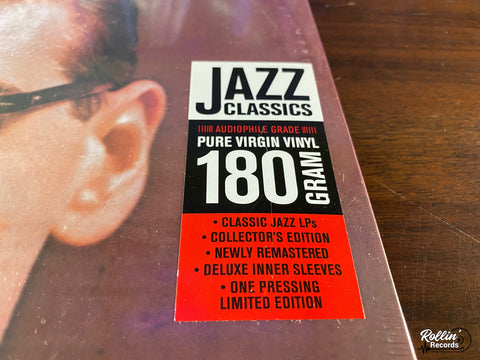 JAZZ
CLASSICS
AUDIOPHILE GRADE
PURE VIRGIN VINYL
180 GRAM
• CLASSIC JAZZ LPs
• COLLECTOR'S EDITION
• NEWLY REMASTERED
• DELUXE INNER SLEEVES
• ONE PRESSING
LIMITED EDITION
Rollin'
Records